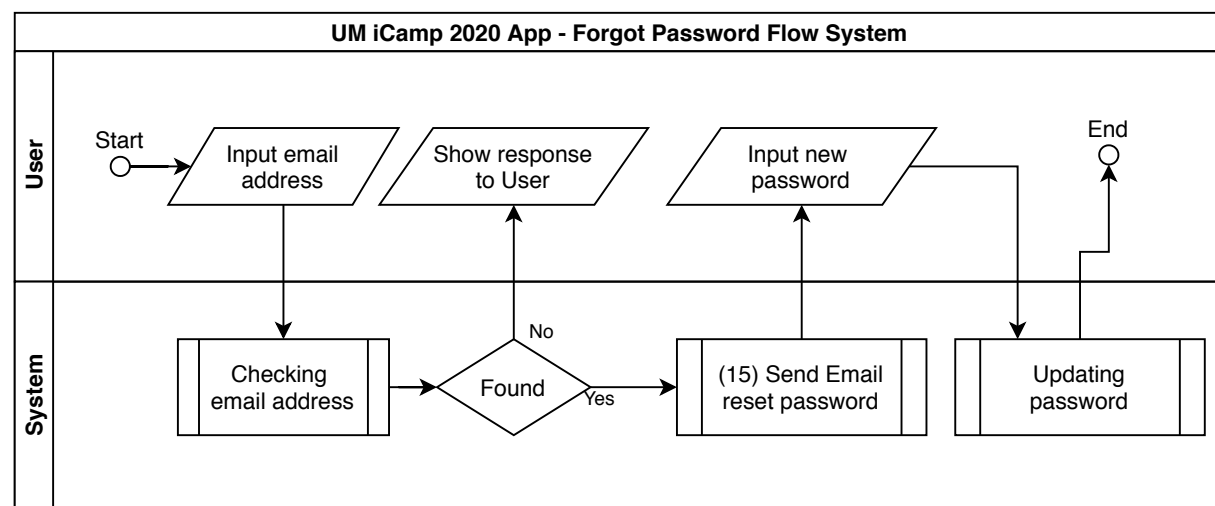 UM iCamp 2020 App - Forgot Password Flow System
User
Start
Input email
address
Show response
to User
Input new
password
End
System
Checking
email address
Found
No
Yes
(15) Send Email
reset password
Updating
password